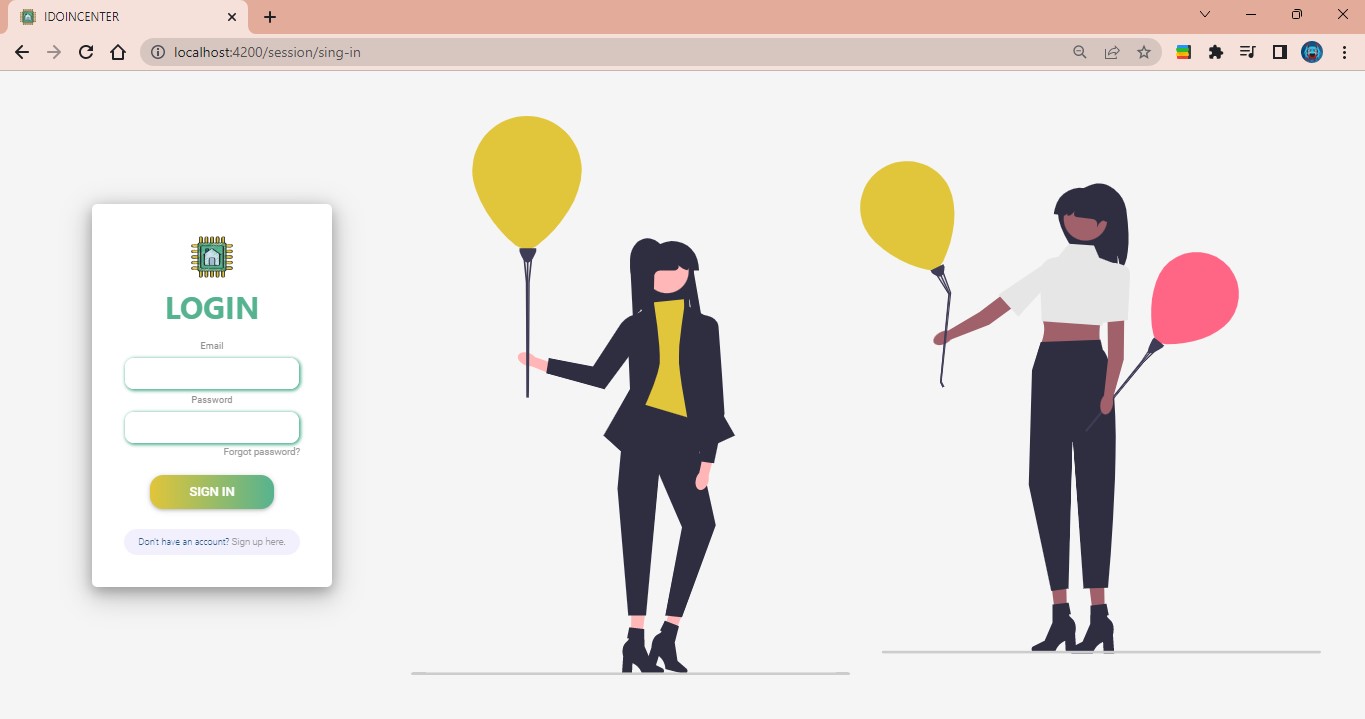 IDOINCENTER
localhost:4200/session/sing-in
LOGIN
Email
Password
Forgot password?
SIGN IN
Don't have an account? Sign up here.